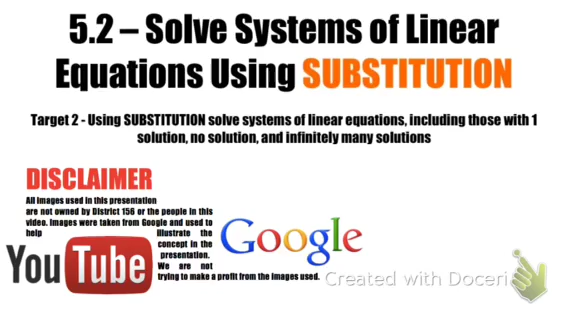 5.2 – Solve Systems of Linear
Equations Using SUBSTITUTION
Target 2 - Using SUBSTITUTION solve systems of linear equations, including those with 1
solution, no solution, and infinitely many solutions
DISCLAIMER
All images used in this presentation
are not owned by District 156 or the people in this
video. Images were taken from Google and used to
help illustrate the
concept in the
presentation.
We are not
trying to make a profit from the images used.
YouTube
Google
Created with Doceri